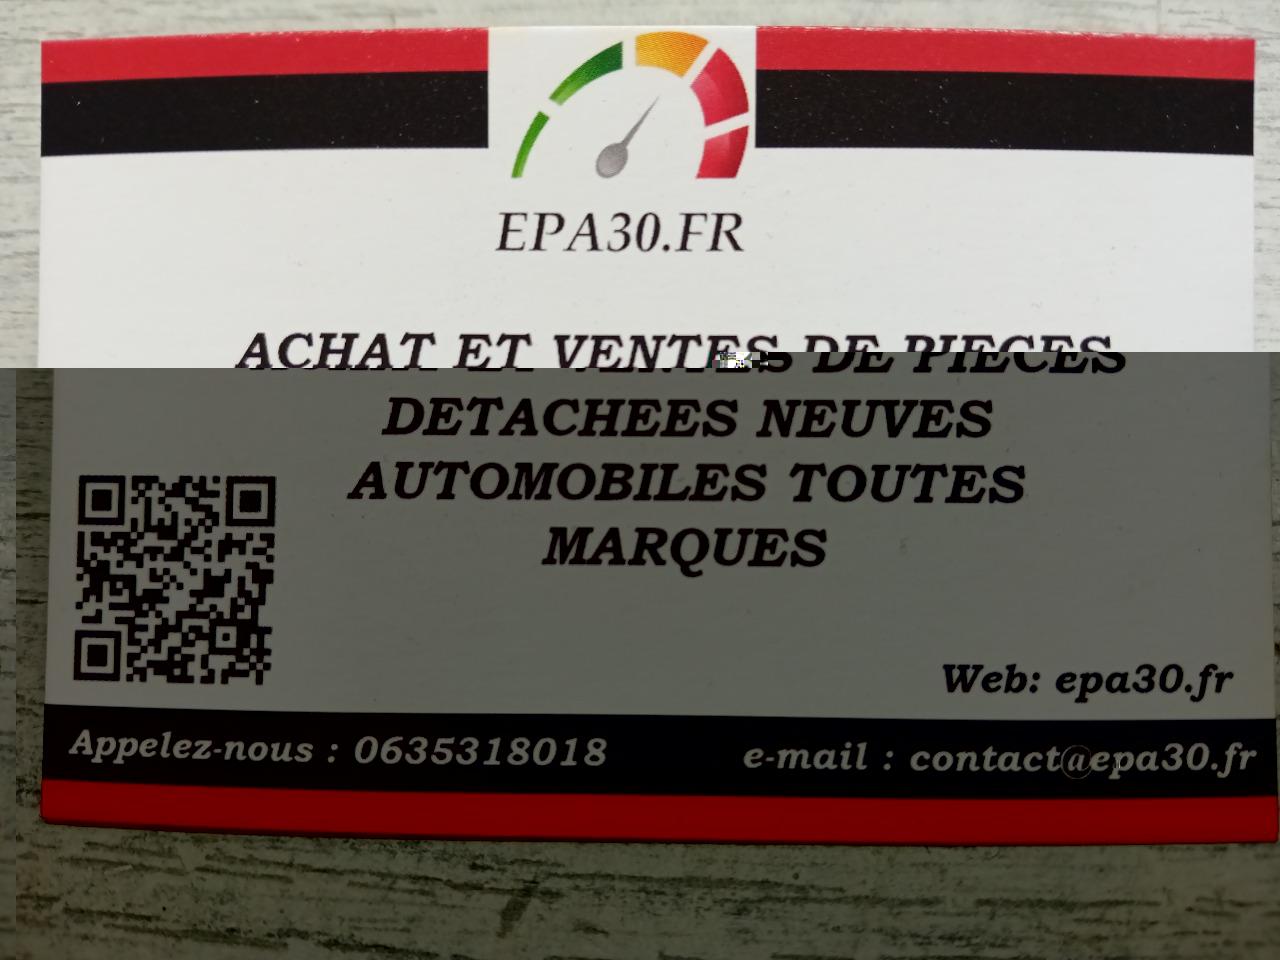 EPA30.FR
ACHAT ET VENTES DE PIECES
DETACHEES NEUVES
AUTOMOBILES TOUTES
MARQUES
Web: epa30.fr
Appelez-nous : 0635318018 e-mail : contact@epa30.fr